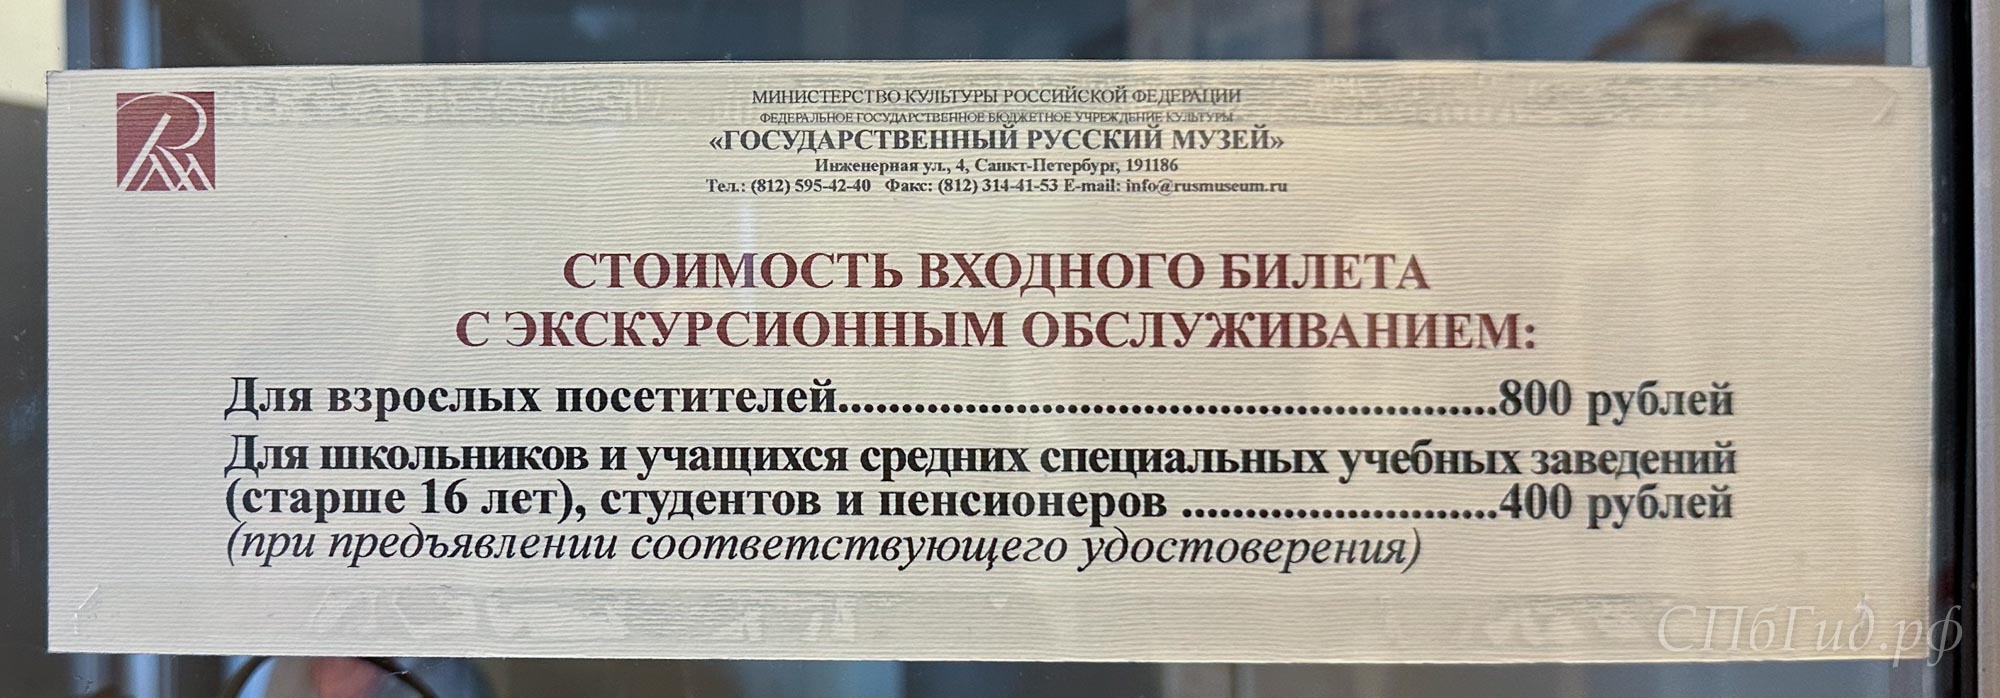 МИНИСТЕРСТВО КУЛЬТУРЫ РОССИЙСКОЙ ФЕДЕРАЦИИ
ФЕДЕРАЛЬНОЕ ГОСУДАРСТВЕННОЕ БЮДЖЕТНОЕ УЧРЕЖДЕНИЕ КУЛЬТУРЫ
«ГОСУДАРСТВЕННЫЙ РУССКИЙ МУЗЕЙ»
Инженерная ул., 4, Санкт-Петербург, 191186
Тел.: (812) 595-42-40 Факс: (812) 314-41-53 E-mail: info@rusmuseum.ru
СТОИМОСТЬ ВХОДНОГО БИЛЕТА
С ЭКСКУРСИОННЫМ ОБСЛУЖИВАНИЕМ:
Для взрослых посетителей....................................................800 рублей
Для школьников и учащихся средних специальных учебных заведений
(старше 16 лет), студентов и пенсионеров .........................400 рублей
(при предъявлении соответствующего удостоверения)
СПбГид.рф